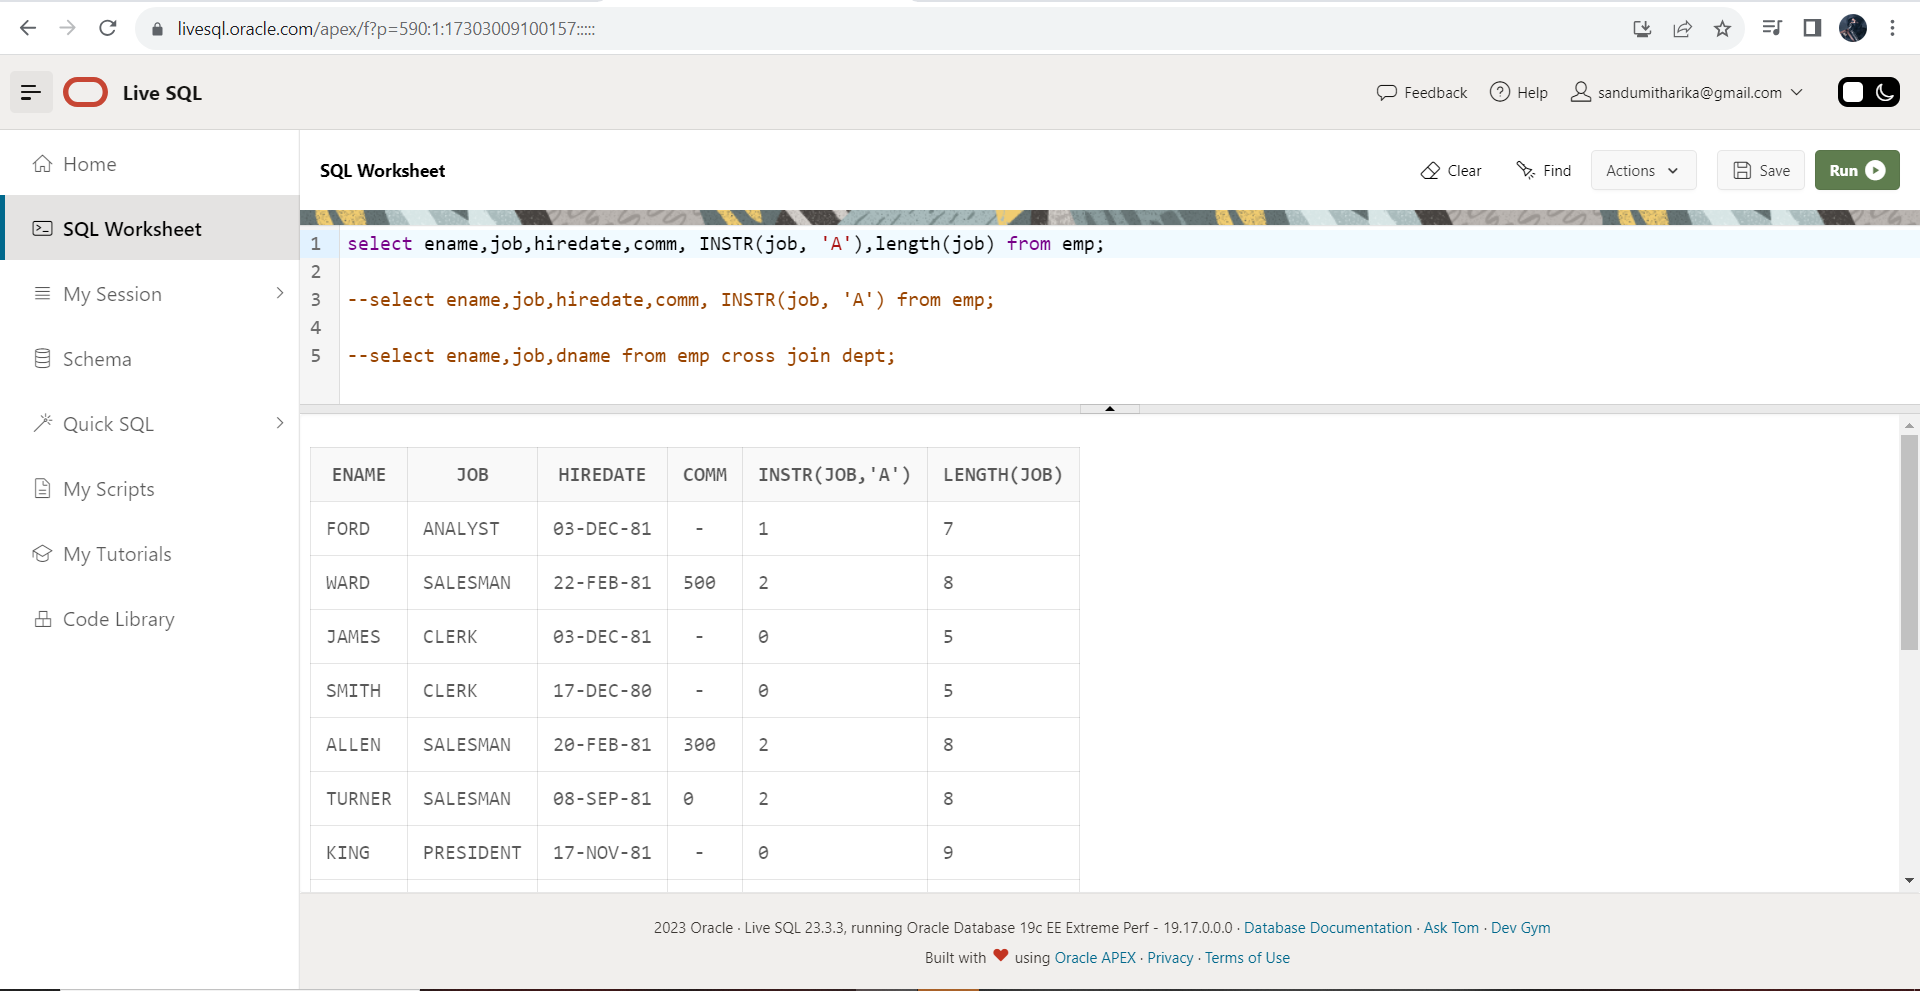 livesql.oracle.com/apex/f?p=590:1:17303009100157:::::
Live SQL
Feedback
Help
sandumitharika@gmail.com
Home
SQL Worksheet
My Session
Schema
Quick SQL
My Scripts
My Tutorials
Code Library
SQL Worksheet
Clear
Find
Actions
Save
Run
1 select ename,job,hiredate,comm, INSTR(job, 'A'),length(job) from emp;
2
3 --select ename,job,hiredate,comm, INSTR(job, 'A') from emp;
4
5 --select ename,job,dname from emp cross join dept;
ENAME JOB HIREDATE COMM INSTR(JOB,'A') LENGTH(JOB)
FORD ANALYST 03-DEC-81 - 1 7
WARD SALESMAN 22-FEB-81 500 2 8
JAMES CLERK 03-DEC-81 - 0 5
SMITH CLERK 17-DEC-80 - 0 5
ALLEN SALESMAN 20-FEB-81 300 2 8
TURNER SALESMAN 08-SEP-81 0 2 8
KING PRESIDENT 17-NOV-81 - 0 9
2023 Oracle · Live SQL 23.3.3, running Oracle Database 19c EE Extreme Perf - 19.17.0.0.0 · Database Documentation · Ask Tom · Dev Gym
Built with ❤ using Oracle APEX · Privacy · Terms of Use